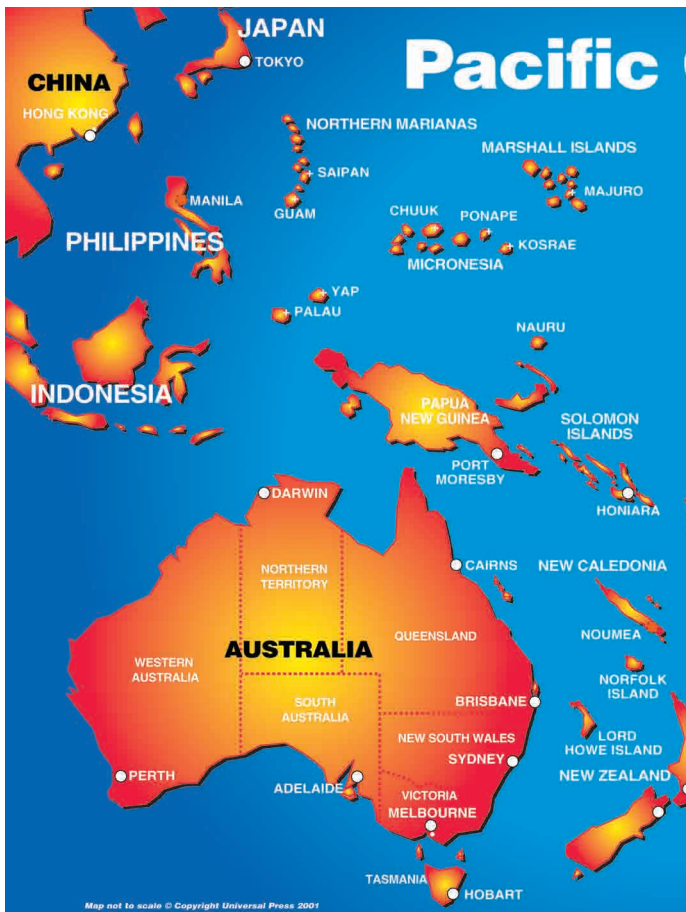 JAPAN
Pacific
TOKYO
CHINA
HONG KONG
NORTHERN MARIANAS
MARSHALL ISLANDS
SAIPAN
MAJURO
MANILA
GUAM
CHUUK
PONAPE
PHILIPPINES
KOSRAE
MICRONESIA
YAP
PALAU
NAURU
INDONESIA
PAPUA
NEW GUINEA
SOLOMON
ISLANDS
PORT
MORESBY
DARWIN
HONIARA
CAIRNS
NEW CALEDONIA
NORTHERN
TERRITORY
QUEENSLAND
NOUMEA
AUSTRALIA
WESTERN
AUSTRALIA
NORFOLK
ISLAND
SOUTH
AUSTRALIA
BRISBANE
LORD
HOWE ISLAND
NEW SOUTH WALES
SYDNEY
NEW ZEALAND
PERTH
ADELAIDE
VICTORIA
MELBOURNE
TASMANIA
HOBART
Map not to scale © Copyright Universal Press 2001